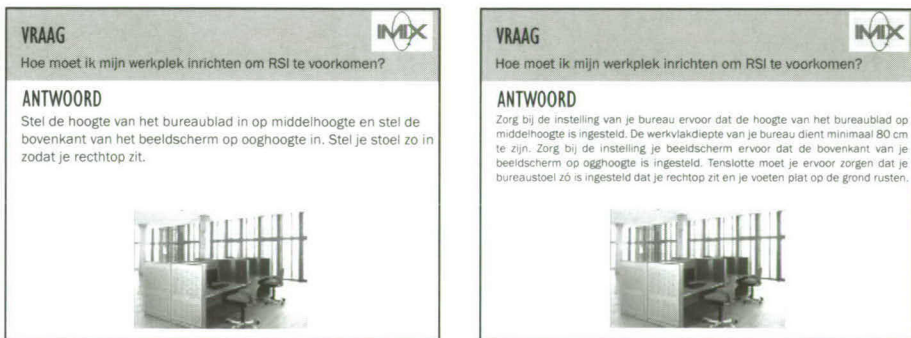 VRAAG
IMIX
Hoe moet ik mijn werkplek inrichten om RSI te voorkomen?
ANTWOORD
Stel de hoogte van het bureaublad in op middelhoogte en stel de
bovenkant van het beeldscherm op ooghoogte in. Stel je stoel zo in
zodat je recthtop zit.
VRAAG
IMIX
Hoe moet ik mijn werkplek inrichten om RSI te voorkomen?
ANTWOORD
Zorg bij de instelling van je bureau ervoor dat de hoogte van het bureaublad op
middelhoogte is ingesteld. De werkvlakdiepte van je bureau dient minimaal 80 cm
te zijn. Zorg bij de instelling je beeldscherm ervoor dat de bovenkant van je
beeldscherm op ogghoogte is ingesteld. Tenslotte moet je ervoor zorgen dat je
bureaustoel zó is ingesteld dat je rechtop zit en je voeten plat op de grond rusten.